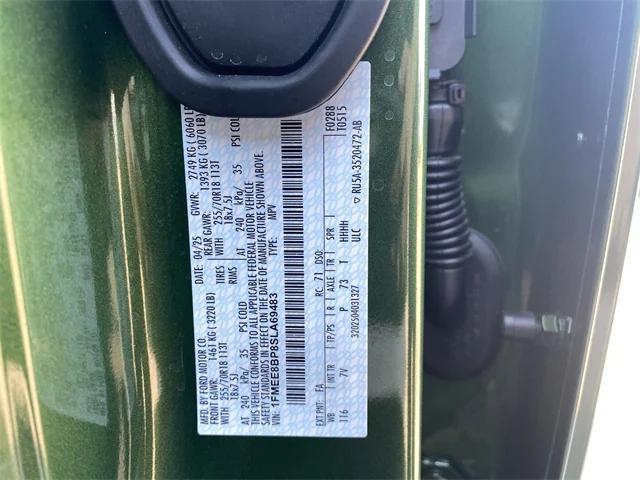 MFD. BY FORD MOTOR CO.
DATE: 04/25 GVWR: 2749 KG ( 6060 LB
FRONT GAWR: 1461 KG ( 3220 LB) REAR GAWR: 1393 KG ( 3070 LB)
WITH 255/70R18 113T TIRES WITH 255/70R18 113T
18x7.5J RIMS 18x7.5J
AT 240 kPa/ 35 PSI COLD AT 240 kPa/ 35 PSI COL
THIS VEHICLE CONFORMS TO ALL APPLICABLE FEDERAL MOTOR VEHICLE
SAFETY STANDARDS IN EFFECT ON THE DATE OF MANUFACTURE SHOWN ABOVE.
VIN: 1FMEE8BP8SLA69483 TYPE: MPV
F0288
T0515
EXT PNT: FA RC: 71 DSO:
WB INT TR TP/PS R AXLE TR SPR
116 7V P 73 T HHHH
ULC
3202504031327 RU5A-3520472-AB